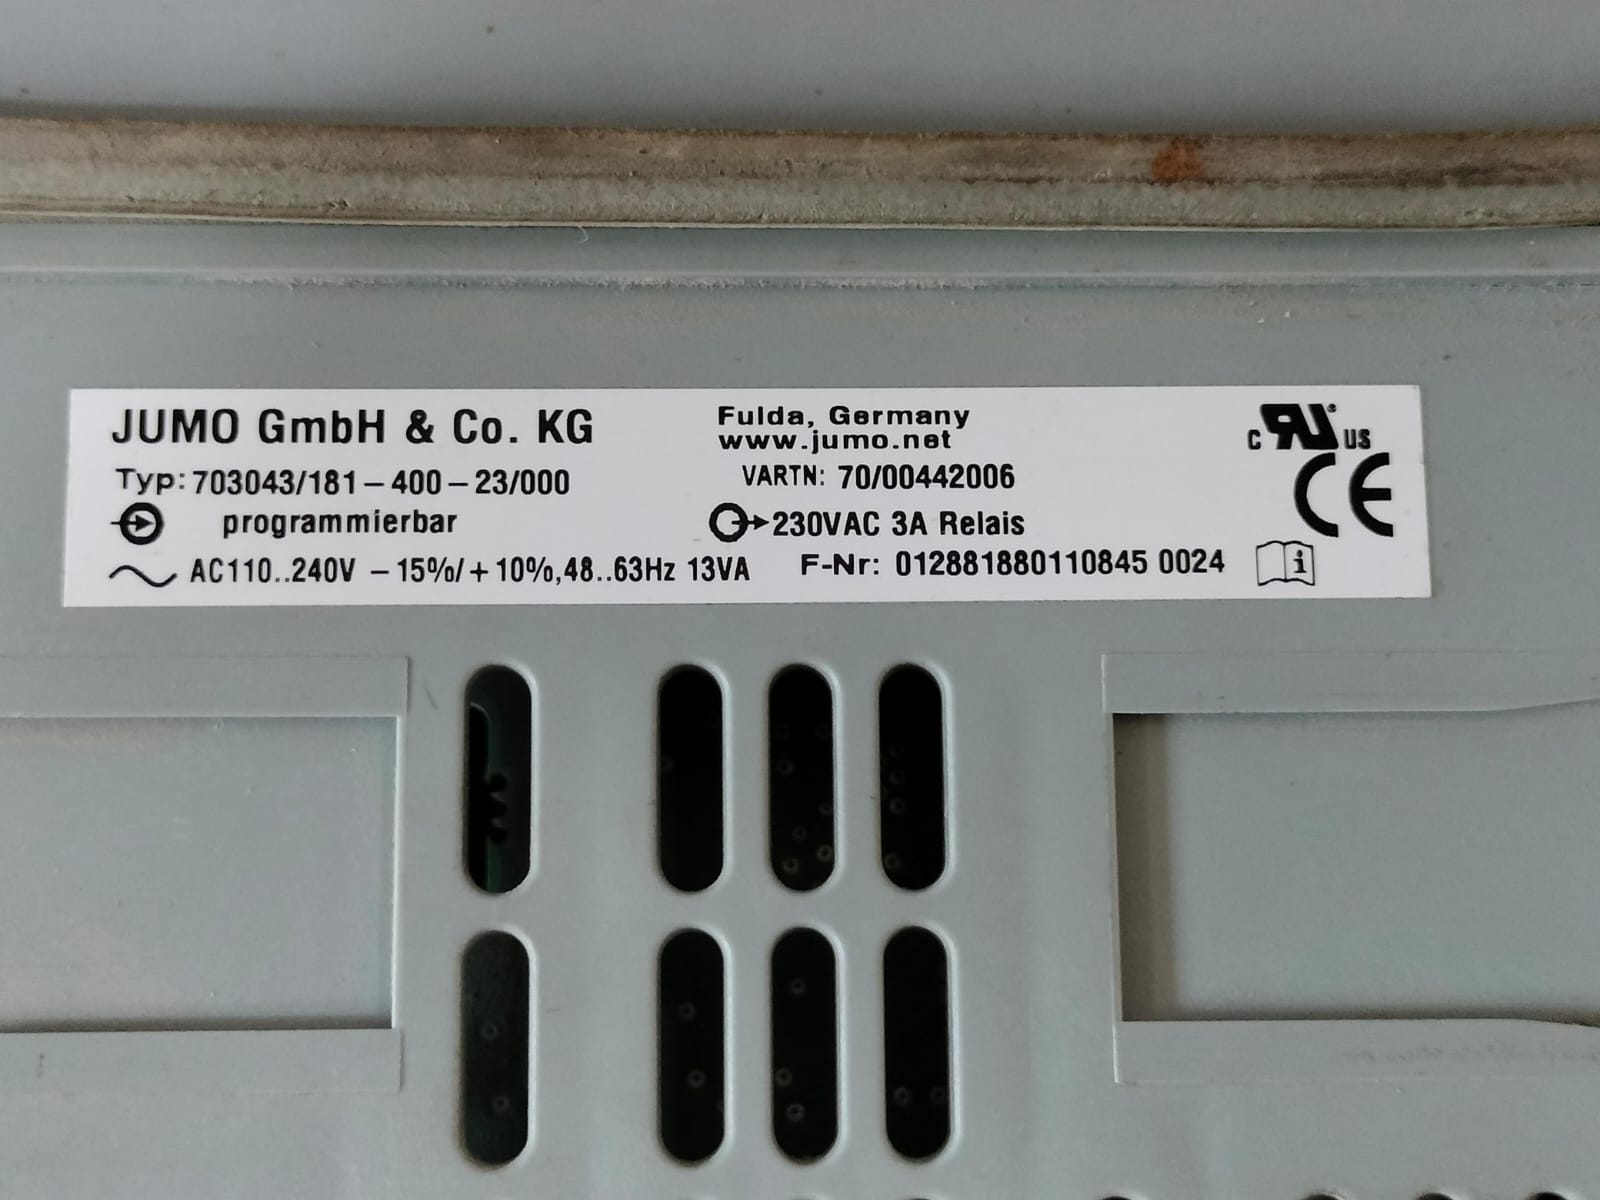 JUMO GmbH & Co. KG
Fulda, Germany
www.jumo.net
Typ: 703043/181-400-23/000
VARTN: 70/00442006
programmierbar
230VAC 3A Relais
AC110..240V -15%/+10%,48..63Hz 13VA
F-Nr: 012881880110845 0024
c RU ® US
CE
i